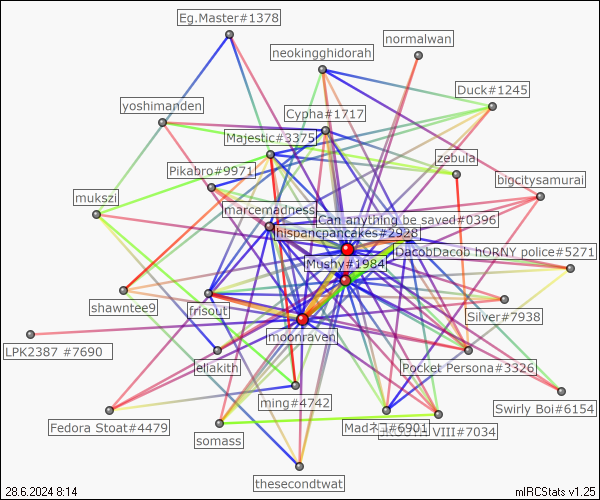 Eg.Master#1378
normalwan
neokingghidorah
Duck#1245
yoshimanden
Cypha#1717
Majestic#3375
zebula
Pikabro#9971
bigcitysamurai
mukszi
marcemadness
Can anything be saved#0396
hispancpancakes#2928
DacobDacob hORNY police#5271
Mushy#1984
shawntee9
frisout
Silver#7938
moonraven
LPK2387 #7690
eliakith
Pocket Persona#3326
ming#4742
Swirly Boi#6154
Fedora Stoat#4479
Madネコ#6901
VIII#7034
somass
thesecondtwat
28.6.2024 8:14
mIRCStats v1.25